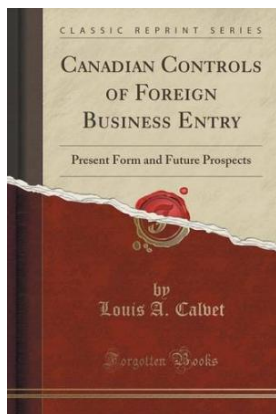 CLASSIC REPRINT SERIES
CANADIAN CONTROLS
OF FOREIGN
BUSINESS ENTRY
Present Form and Future Prospects
by
Louis A. Calvet
Forgotten Books